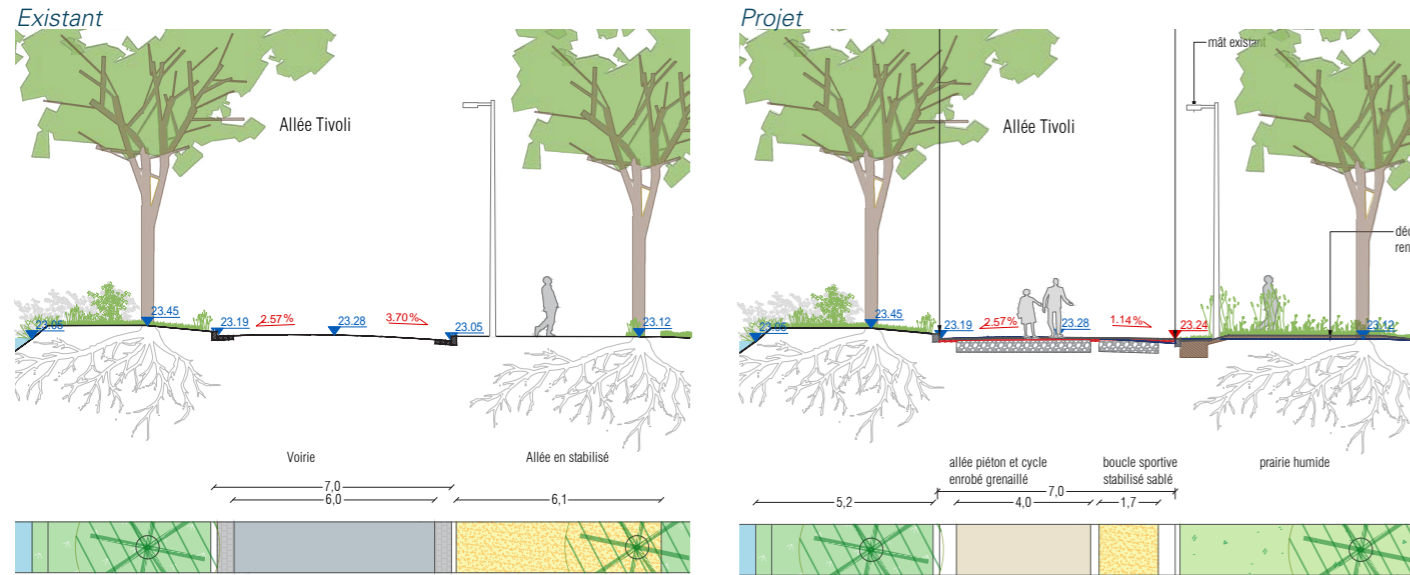 Existant
Allée Tivoli
23.05
23.45
23.19
2.57%
23.28
3.70%
23.05
23.12
Voirie
Allée en stabilisé
7,0
6,0
6,1
Projet
mât existant
Allée Tivoli
23.05
23.45
23.19
2.57%
23.28
1.14%
23.24
23.12
allée piéton et cycle
enrobé grenaillé
boucle sportive
stabilisé sablé
prairie humide
7,0
5,2
4,0
1,7